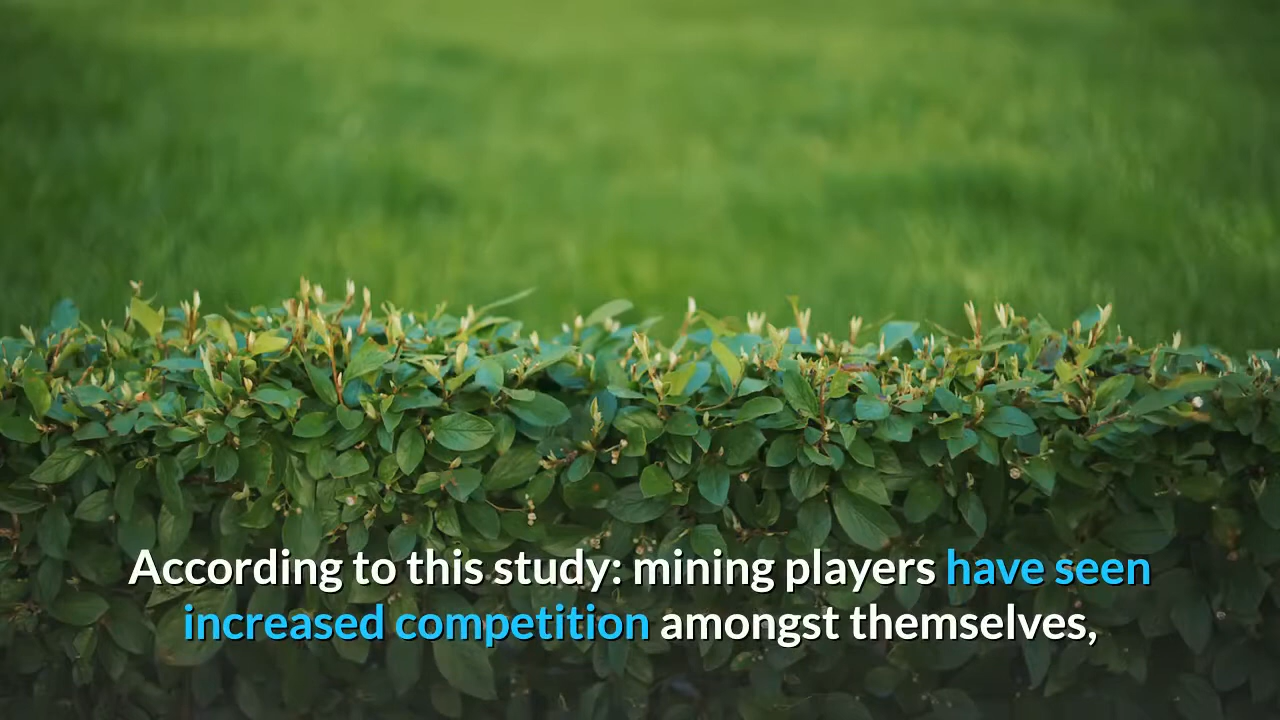 According to this study: mining players have seen
increased competition amongst themselves,